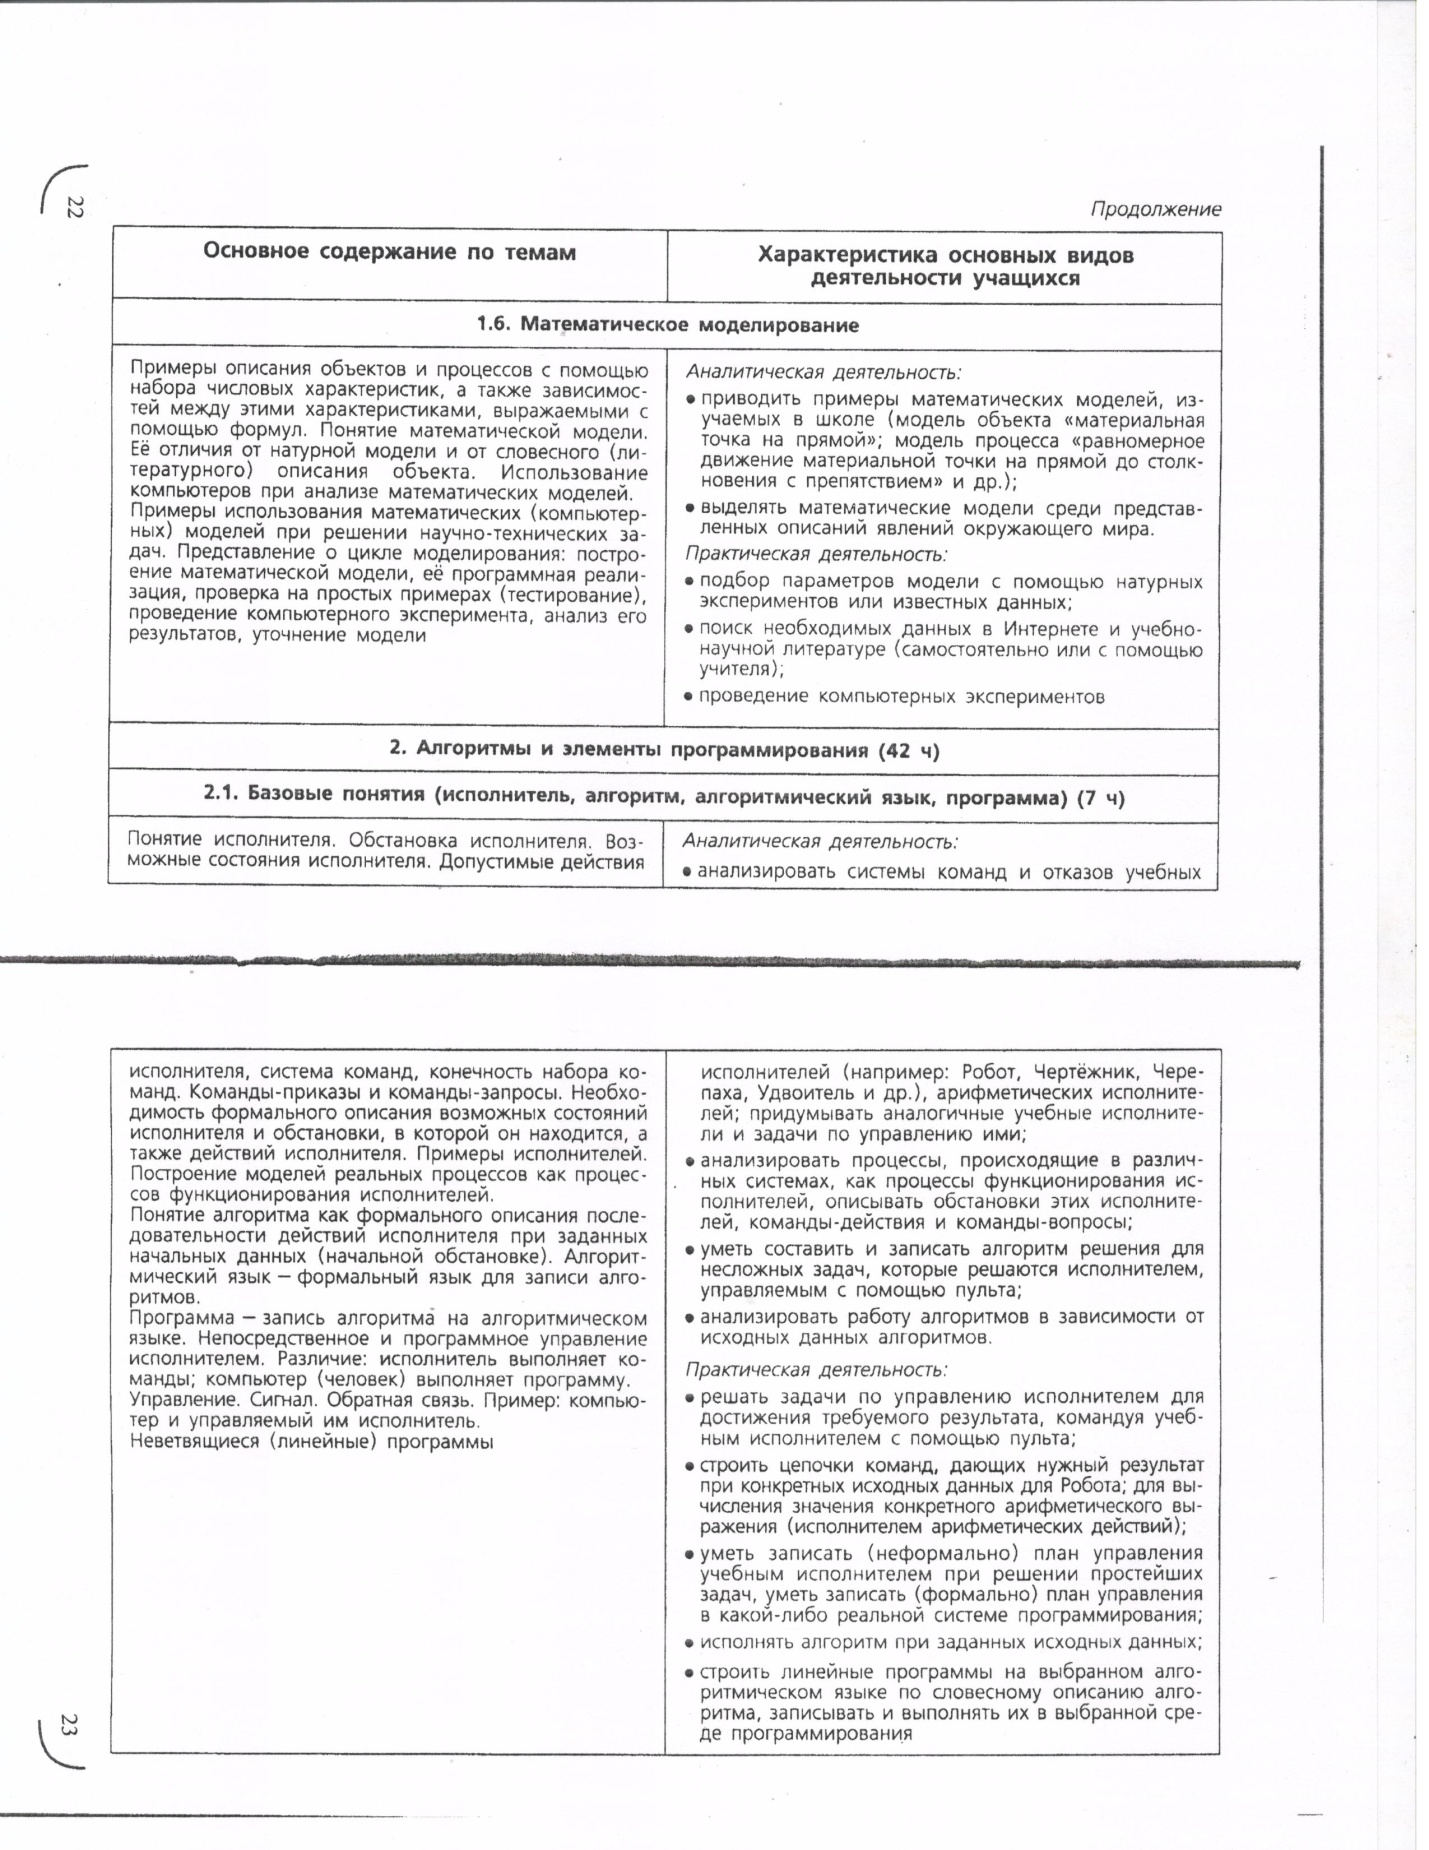 22
Продолжение
Основное содержание по темам
Характеристика основных видов
деятельности учащихся
1.6. Математическое моделирование
Примеры описания объектов и процессов с помощью
набора числовых характеристик, а также зависимос-
тей между этими характеристиками, выражаемыми с
помощью формул. Понятие математической модели.
Её отличия от натурной модели и от словесного (ли-
тературного) описания объекта. Использование
компьютеров при анализе математических моделей.
Примеры использования математических (компьютер-
ных) моделей при решении научно-технических за-
дач. Представление о цикле моделирования: постро-
ение математической модели, её программная реали-
зация, проверка на простых примерах (тестирование),
проведение компьютерного эксперимента, анализ его
результатов, уточнение модели
Аналитическая деятельность:
• приводить примеры математических моделей, из-
учаемых в школе (модель объекта «материальная
точка на прямой»; модель процесса «равномерное
движение материальной точки на прямой до столк-
новения с препятствием» и др.);
• выделять математические модели среди представ-
ленных описаний явлений окружающего мира.
Практическая деятельность:
• подбор параметров модели с помощью натурных
экспериментов или известных данных;
• поиск необходимых данных в Интернете и учебно-
научной литературе (самостоятельно или с помощью
учителя);
• проведение компьютерных экспериментов
2. Алгоритмы и элементы программирования (42 ч)
2.1. Базовые понятия (исполнитель, алгоритм, алгоритмический язык, программа) (7 ч)
Понятие исполнителя. Обстановка исполнителя. Воз-
можные состояния исполнителя. Допустимые действия
Аналитическая деятельность:
• анализировать системы команд и отказов учебных
исполнителя, система команд, конечность набора ко-
манд. Команды-приказы и команды-запросы. Необхо-
димость формального описания возможных состояний
исполнителя и обстановки, в которой он находится, а
также действий исполнителя. Примеры исполнителей.
Построение моделей реальных процессов как процес-
сов функционирования исполнителей.
Понятие алгоритма как формального описания после-
довательности действий исполнителя при заданных
начальных данных (начальной обстановке). Алгорит-
мический язык — формальный язык для записи алго-
ритмов.
Программа — запись алгоритма на алгоритмическом
языке. Непосредственное и программное управление
исполнителем. Различие: исполнитель выполняет ко-
манды; компьютер (человек) выполняет программу.
Управление. Сигнал. Обратная связь. Пример: компью-
тер и управляемый им исполнитель.
Неветвящиеся (линейные) программы
исполнителей (например: Робот, Чертёжник, Чере-
паха, Удвоитель и др.), арифметических исполните-
лей; придумывать аналогичные учебные исполните-
ли и задачи по управлению ими;
• анализировать процессы, происходящие в различ-
ных системах, как процессы функционирования ис-
полнителей, описывать обстановки этих исполните-
лей, команды-действия и команды-вопросы;
• уметь составить и записать алгоритм решения для
несложных задач, которые решаются исполнителем,
управляемым с помощью пульта;
• анализировать работу алгоритмов в зависимости от
исходных данных алгоритмов.
Практическая деятельность:
• решать задачи по управлению исполнителем для
достижения требуемого результата, командуя учеб-
ным исполнителем с помощью пульта;
• строить цепочки команд, дающих нужный результат
при конкретных исходных данных для Робота; для вы-
числения значения конкретного арифметического вы-
ражения (исполнителем арифметических действий);
• уметь записать (неформально) план управления
учебным исполнителем при решении простейших
задач, уметь записать (формально) план управления
в какой-либо реальной системе программирования;
• исполнять алгоритм при заданных исходных данных;
• строить линейные программы на выбранном алго-
ритмическом языке по словесному описанию алго-
ритма, записывать и выполнять их в выбранной сре-
де программирования
23